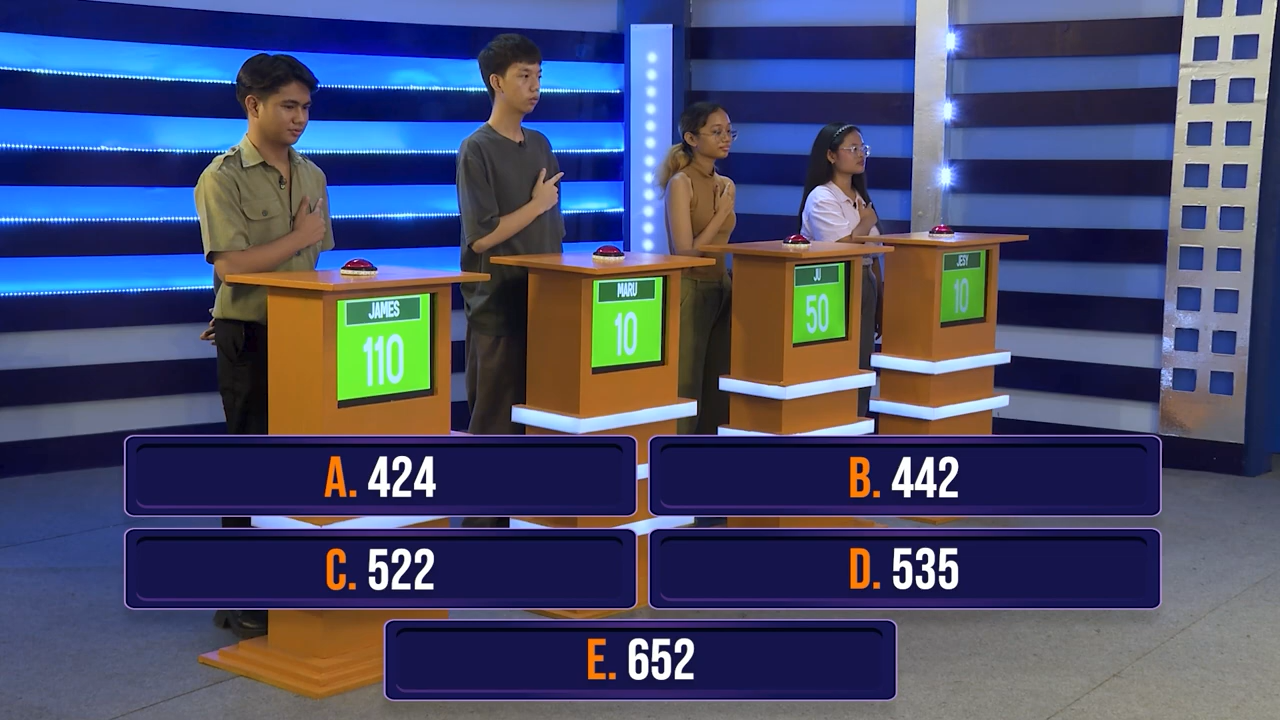 JAMES
110
MARU
10
JU
50
JESY
10
A. 424
B. 442
C. 522
D. 535
E. 652